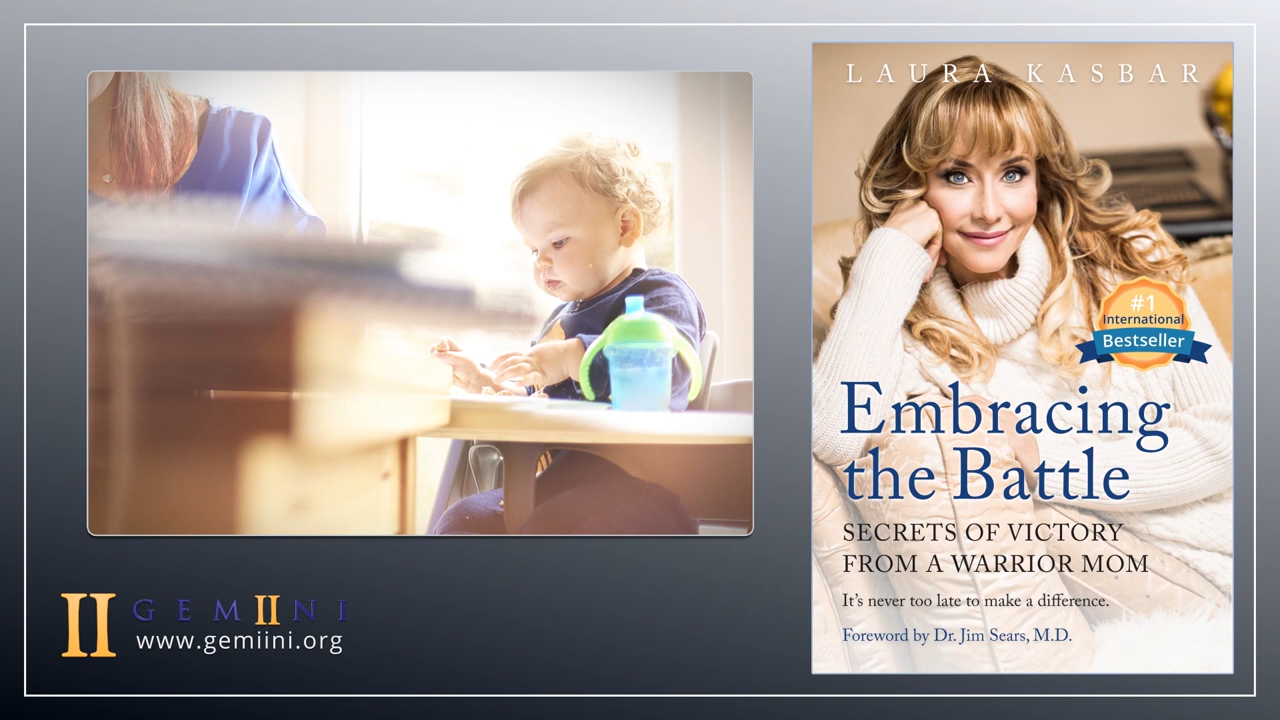 LAURA KASBAR
#1
International
Bestseller
Embracing
the Battle
SECRETS OF VICTORY
FROM A WARRIOR MOM
It's never too late to make a difference.
Foreword by Dr. Jim Sears, M.D.
II GEMIINI
www.gemiini.org